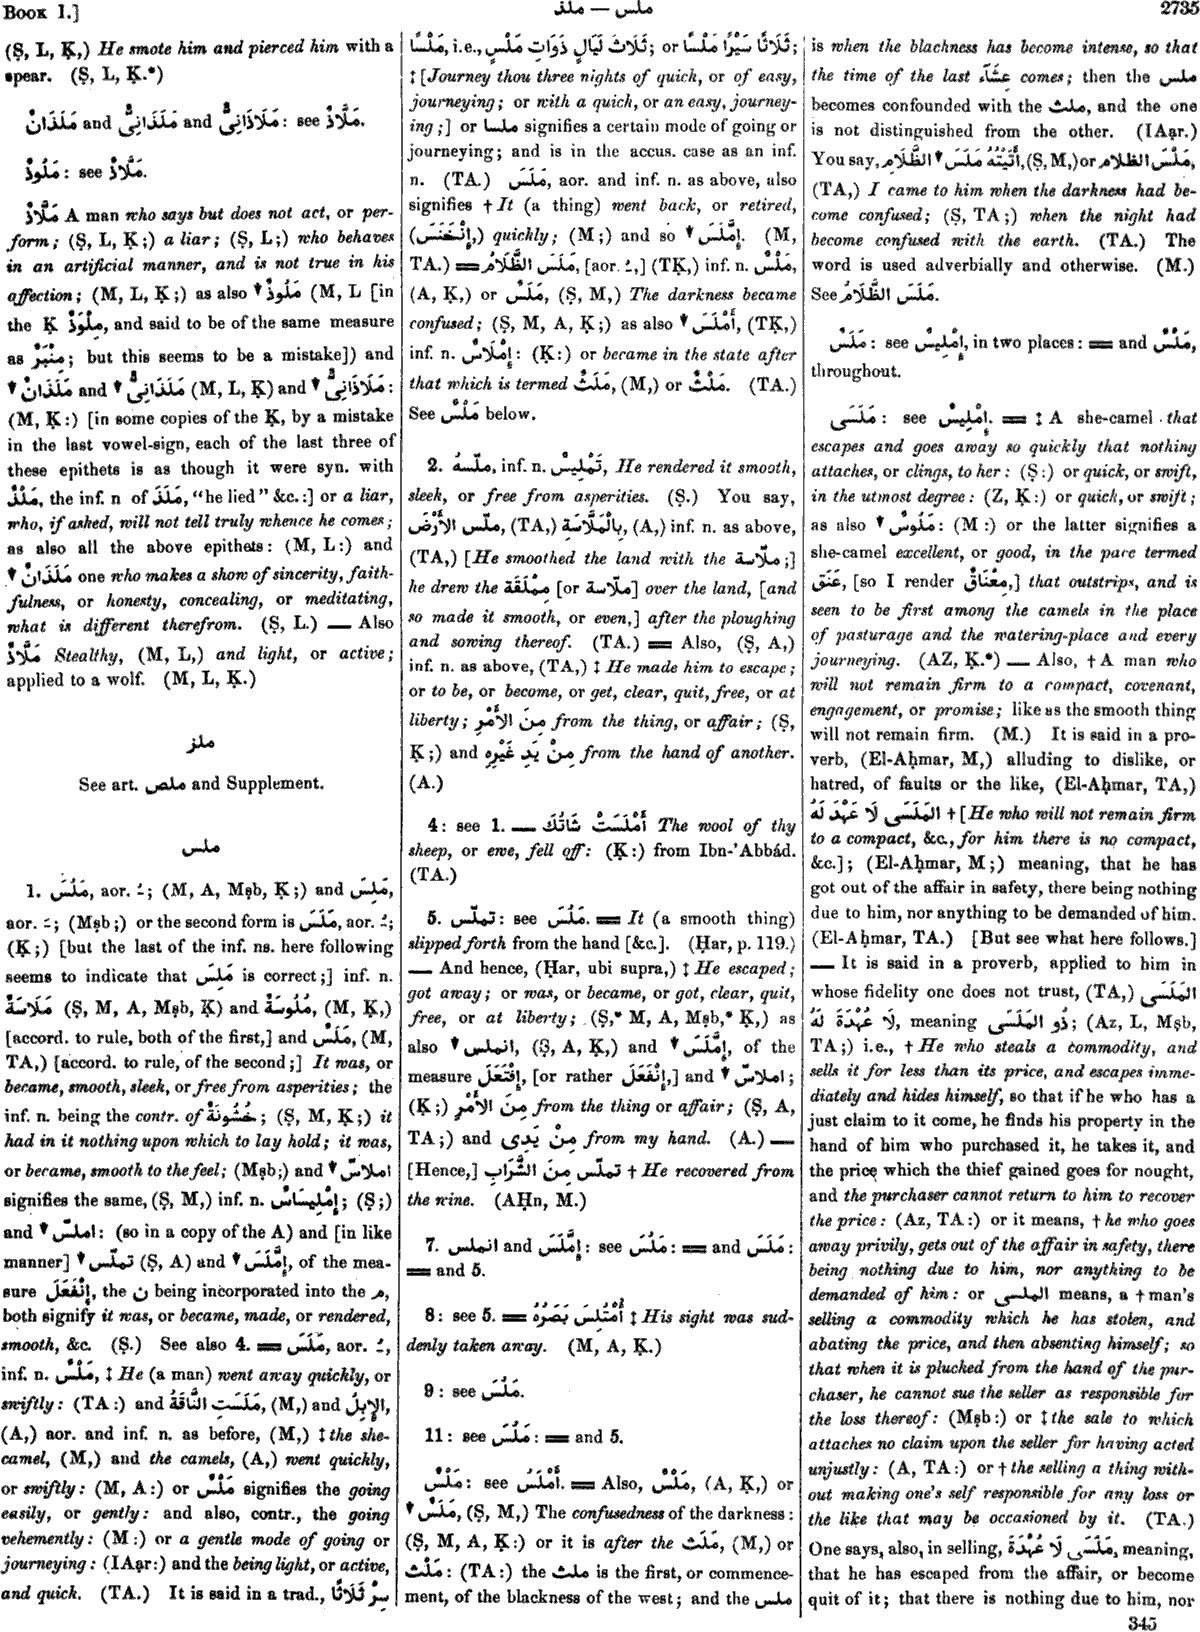 BOOK I.]
ملذ — ملس
2735
(Ṣ, L, Ḳ,) He smote him and pierced him with a
spear. (Ṣ, L, Ḳ.*)
مَلَذَانٌ and مَلَذَانِىٌّ and مَلَّاذَانِىٌّ: see مَلَّاذٌ.
مَلُوذٌ: see مَلَّاذٌ.
مَلَّاذٌ A man who says but does not act, or per-
form; (Ṣ, L, Ḳ;) a liar; (Ṣ, L;) who behaves
in an artificial manner, and is not true in his
affection; (M, L, Ḳ;) as also ▼ مَلُوذٌ (M, L [in
the Ḳ مِلْوَذٌ, and said to be of the same measure
as مِنْبَرٌ; but this seems to be a mistake]) and
▼ مَلَذَانٌ and ▼ مَلَذَانِىٌّ (M, L, Ḳ) and ▼ مَلَّاذَانِىٌّ:
(M, Ḳ:) [in some copies of the Ḳ, by a mistake
in the last vowel-sign, each of the last three of
these epithets is as though it were syn. with
مَلْذٌ, the inf. n of مَلَذَ, “he lied” &c.:] or a liar,
who, if asked, will not tell truly whence he comes;
as also all the above epithets: (M, L:) and
▼ مَلَذَانٌ one who makes a show of sincerity, faith-
fulness, or honesty, concealing, or meditating,
what is different therefrom. (Ṣ, L.) — Also
مَلَّاذٌ Stealthy, (M, L,) and light, or active;
applied to a wolf. (M, L, Ḳ.)
ملز
See art. ملص and Supplement.
ملس
1. مَلُسَ, aor. ـُ; (M, A, Mṣb, Ḳ;) and مَلِسَ,
aor. ـَ; (Mṣb;) or the second form is مَلَسَ, aor. ـُ;
(Ḳ;) [but the last of the inf. ns. here following
seems to indicate that مَلِسَ is correct;] inf. n.
مَلَاسَةٌ (Ṣ, M, A, Mṣb, Ḳ) and مُلُوسَةٌ, (M, Ḳ,)
[accord. to rule, both of the first,] and مَلَسٌ, (M,
TA,) [accord. to rule, of the second;] It was, or
became, smooth, sleek, or free from asperities; the
inf. n. being the contr. of خُشُونَةٌ; (Ṣ, M, Ḳ;) it
had in it nothing upon which to lay hold; it was,
or became, smooth to the feel; (Mṣb;) and ▼ املاسّ
signifies the same, (Ṣ, M,) inf. n. إِمْلِيسَاسٌ; (Ṣ;)
and ▼ املسّ: (so in a copy of the A) and [in like
manner] ▼ تملّس (Ṣ, A) and ▼ إِمَّلَسَ, of the mea-
sure إِنْفَعَلَ, the ن being incorporated into the م,
both signify it was, or became, made, or rendered,
smooth, &c. (Ṣ.) See also 4. = مَلَسَ, aor. ـُ,
inf. n. مَلْسٌ, ‡ He (a man) went away quickly, or
swiftly: (TA:) and مَلَسَتِ النَّاقَةُ, (M,) and الإِبِلُ,
(A,) aor. and inf. n. as before, (M,) ‡ the she-
camel, (M,) and the camels, (A,) went quickly,
or swiftly: (M, A:) or مَلْسٌ signifies the going
easily, or gently: and also, contr., the going
vehemently: (M:) or a gentle mode of going or
journeying: (IAạr:) and the being light, or active,
and quick. (TA.) It is said in a trad., سِرْ ثَلَاثًا
مَلْسًا, i.e., ثَلَاثَ لَيَالٍ ذَوَاتِ مَلْسٍ; or ثَلَاثًا سَيْرًا مَلْسًا;
‡ [Journey thou three nights of quick, or of easy,
journeying; or with a quick, or an easy, journey-
ing;] or ملسا signifies a certain mode of going or
journeying; and is in the accus. case as an inf.
n. (TA.) مَلَسَ, aor. and inf. n. as above, also
signifies † It (a thing) went back, or retired,
(إِنْخَنَسَ,) quickly; (M;) and so ▼ إِمَّلَسَ. (M,
TA.) = مَلَسَ الظَّلَامُ, [aor. ـُ,] (TḲ,) inf. n. مَلْسٌ,
(A, Ḳ,) or مَلَسٌ, (Ṣ, M,) The darkness became
confused; (Ṣ, M, A, Ḳ;) as also ▼ أَمْلَسَ, (TḲ,)
inf. n. إِمْلَاسٌ: (Ḳ:) or became in the state after
that which is termed مَلَثٌ, (M,) or مَلْثٌ. (TA.)
See مَلْسٌ below.
2. ملّسهُ, inf. n. تَمْلِيسٌ, He rendered it smooth,
sleek, or free from asperities. (Ṣ.) You say,
ملّس الأَرْضَ, (TA,) بِالْمَلَّاسَةِ, (A,) inf. n. as above,
(TA,) [He smoothed the land with the ملّاسة;]
he drew the مِمْلَقَة [or ملّاسة] over the land, [and
so made it smooth, or even,] after the ploughing
and sowing thereof. (TA.) = Also, (Ṣ, A,)
inf. n. as above, (TA,) ‡ He made him to escape;
or to be, or become, or get, clear, quit, free, or at
liberty; مِنَ الأَمْرِ from the thing, or affair; (Ṣ,
Ḳ;) and مِنْ يَدِ غَيْرِهِ from the hand of another.
(A.)
4: see 1. — أَمْلَسَتْ شَاتُكَ The wool of thy
sheep, or ewe, fell off: (Ḳ:) from Ibn-’Abbád.
(TA.)
5. تملّس: see مَلُسَ. = It (a smooth thing)
slipped forth from the hand [&c.]. (Ḥar, p. 119.)
— And hence, (Ḥar, ubi supra,) ‡ He escaped;
got away; or was, or became, or got, clear, quit,
free, or at liberty; (Ṣ,* M, A, Mṣb,* Ḳ,) as
also ▼ انملس, (Ṣ, A, Ḳ,) and ▼ إِمَّلَسَ, of the
measure إِفْتَعَلَ, [or rather إِنْفَعَلَ,] and ▼ املاسّ;
(Ḳ;) مِنَ الأَمْرِ from the thing or affair; (Ṣ, A,
TA;) and مِنْ يَدِى from my hand. (A.) —
[Hence,] تملّس مِنَ الشَّرَابِ † He recovered from
the wine. (AḤn, M.)
7. انملس and إِمَّلَسَ: see مَلُسَ: = and مَلَسَ:
= and 5.
8: see 5. = أُمْتُلِسَ بَصَرُهُ ‡ His sight was sud-
denly taken away. (M, A, Ḳ.)
9: see مَلُسَ.
11: see مَلُسَ: = and 5.
مَلْسٌ: see أَمْلَسُ. = Also, مَلْسٌ, (A, Ḳ,) or
▼ مَلَسٌ, (Ṣ, M,) The confusedness of the darkness:
(Ṣ, M, A, Ḳ:) or it is after the مَلَث, (M,) or
مَلْث: (TA:) the ملث is the first, or commence-
ment, of the blackness of the west; and the ملس
is when the blackness has become intense, so that
the time of the last عِشَآء comes; then the ملس
becomes confounded with the ملث, and the one
is not distinguished from the other. (IAạr.)
You say, أَتَيْتُهُ مَلَسَ ▼ الظَّلَامِ, (Ṣ, M,) or مَلْسَ الظلام,
(TA,) I came to him when the darkness had be-
come confused; (Ṣ, TA;) when the night had
become confused with the earth. (TA.) The
word is used adverbially and otherwise. (M.)
See مَلَسَ الظَّلَامُ.
مَلَسٌ: see إِمْلِيسٌ, in two places: = and مَلْسٌ,
throughout.
مَلَسَى: see إِمْلِيسٌ. = ‡ A she-camel that
escapes and goes away so quickly that nothing
attaches, or clings, to her: (Ṣ:) or quick, or swift,
in the utmost degree: (Z, Ḳ:) or quick, or swift;
as also ▼ مَلُوسٌ: (M:) or the latter signifies a
she-camel excellent, or good, in the pace termed
عَنَق, [so I render مِعْنَاقٌ,] that outstrips, and is
seen to be first among the camels in the place
of pasturage and the watering-place and every
journeying. (AZ, Ḳ.*) — Also, † A man who
will not remain firm to a compact, covenant,
engagement, or promise; like as the smooth thing
will not remain firm. (M.) It is said in a pro-
verb, (El-Aḥmar, M,) alluding to dislike, or
hatred, of faults or the like, (El-Aḥmar, TA,)
المَلَسَى لَا عَهْدَ لَهُ † [He who will not remain firm
to a compact, &c., for him there is no compact,
&c.]; (El-Aḥmar, M;) meaning, that he has
got out of the affair in safety, there being nothing
due to him, nor anything to be demanded of him.
(El-Aḥmar, TA.) [But see what here follows.]
— It is said in a proverb, applied to him in
whose fidelity one does not trust, (TA,) المَلَسَى
لَا عُهْدَةَ لَهُ, meaning ذُو المَلَسَى; (Az, L, Mṣb,
TA;) i.e., † He who steals a commodity, and
sells it for less than its price, and escapes imme-
diately and hides himself, so that if he who has a
just claim to it come, he finds his property in the
hand of him who purchased it, he takes it, and
the price which the thief gained goes for nought,
and the purchaser cannot return to him to recover
the price: (Az, TA:) or it means, † he who goes
away privily, gets out of the affair in safety, there
being nothing due to him, nor anything to be
demanded of him: or الملسى means, a † man's
selling a commodity which he has stolen, and
abating the price, and then absenting himself; so
that when it is plucked from the hand of the pur-
chaser, he cannot sue the seller as responsible for
the loss thereof: (Mṣb:) or ‡ the sale to which
attaches no claim upon the seller for having acted
unjustly: (A, TA:) or † the selling a thing with-
out making one's self responsible for any loss or
the like that may be occasioned by it. (TA.)
One says, also, in selling, مَلَسَى لَا عُهْدَةَ, meaning,
that he has escaped from the affair, or become
quit of it; that there is nothing due to him, nor
345